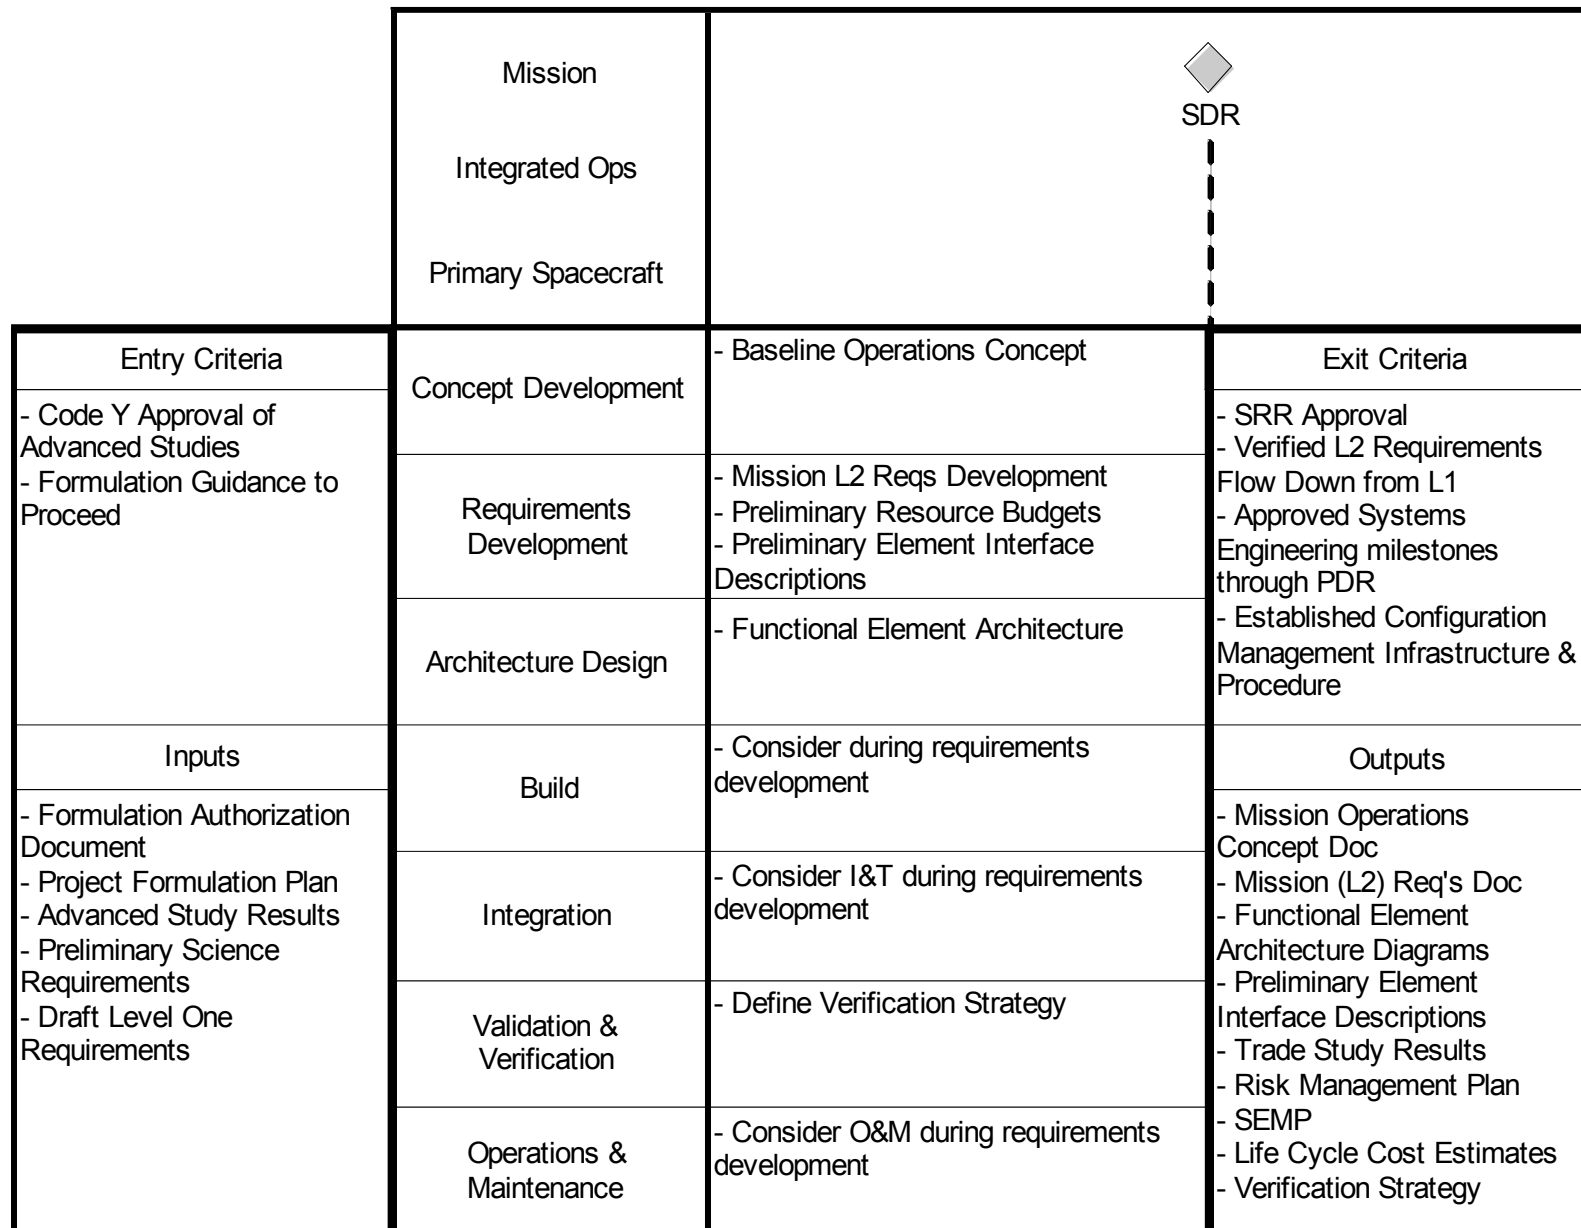 Mission
SDR
Integrated Ops
Primary Spacecraft
Entry Criteria
- Code Y Approval of
Advanced Studies
- Formulation Guidance to
Proceed
Inputs
- Formulation Authorization
Document
- Project Formulation Plan
- Advanced Study Results
- Preliminary Science
Requirements
- Draft Level One
Requirements
Concept Development
- Baseline Operations Concept
Requirements
Development
- Mission L2 Reqs Development
- Preliminary Resource Budgets
- Preliminary Element Interface
Descriptions
Architecture Design
- Functional Element Architecture
Build
- Consider during requirements
development
Integration
- Consider I&T during requirements
development
Validation &
Verification
- Define Verification Strategy
Operations &
Maintenance
- Consider O&M during requirements
development
Exit Criteria
- SRR Approval
- Verified L2 Requirements
Flow Down from L1
- Approved Systems
Engineering milestones
through PDR
- Established Configuration
Management Infrastructure &
Procedure
Outputs
- Mission Operations
Concept Doc
- Mission (L2) Req's Doc
- Functional Element
Architecture Diagrams
- Preliminary Element
Interface Descriptions
- Trade Study Results
- Risk Management Plan
- SEMP
- Life Cycle Cost Estimates
- Verification Strategy